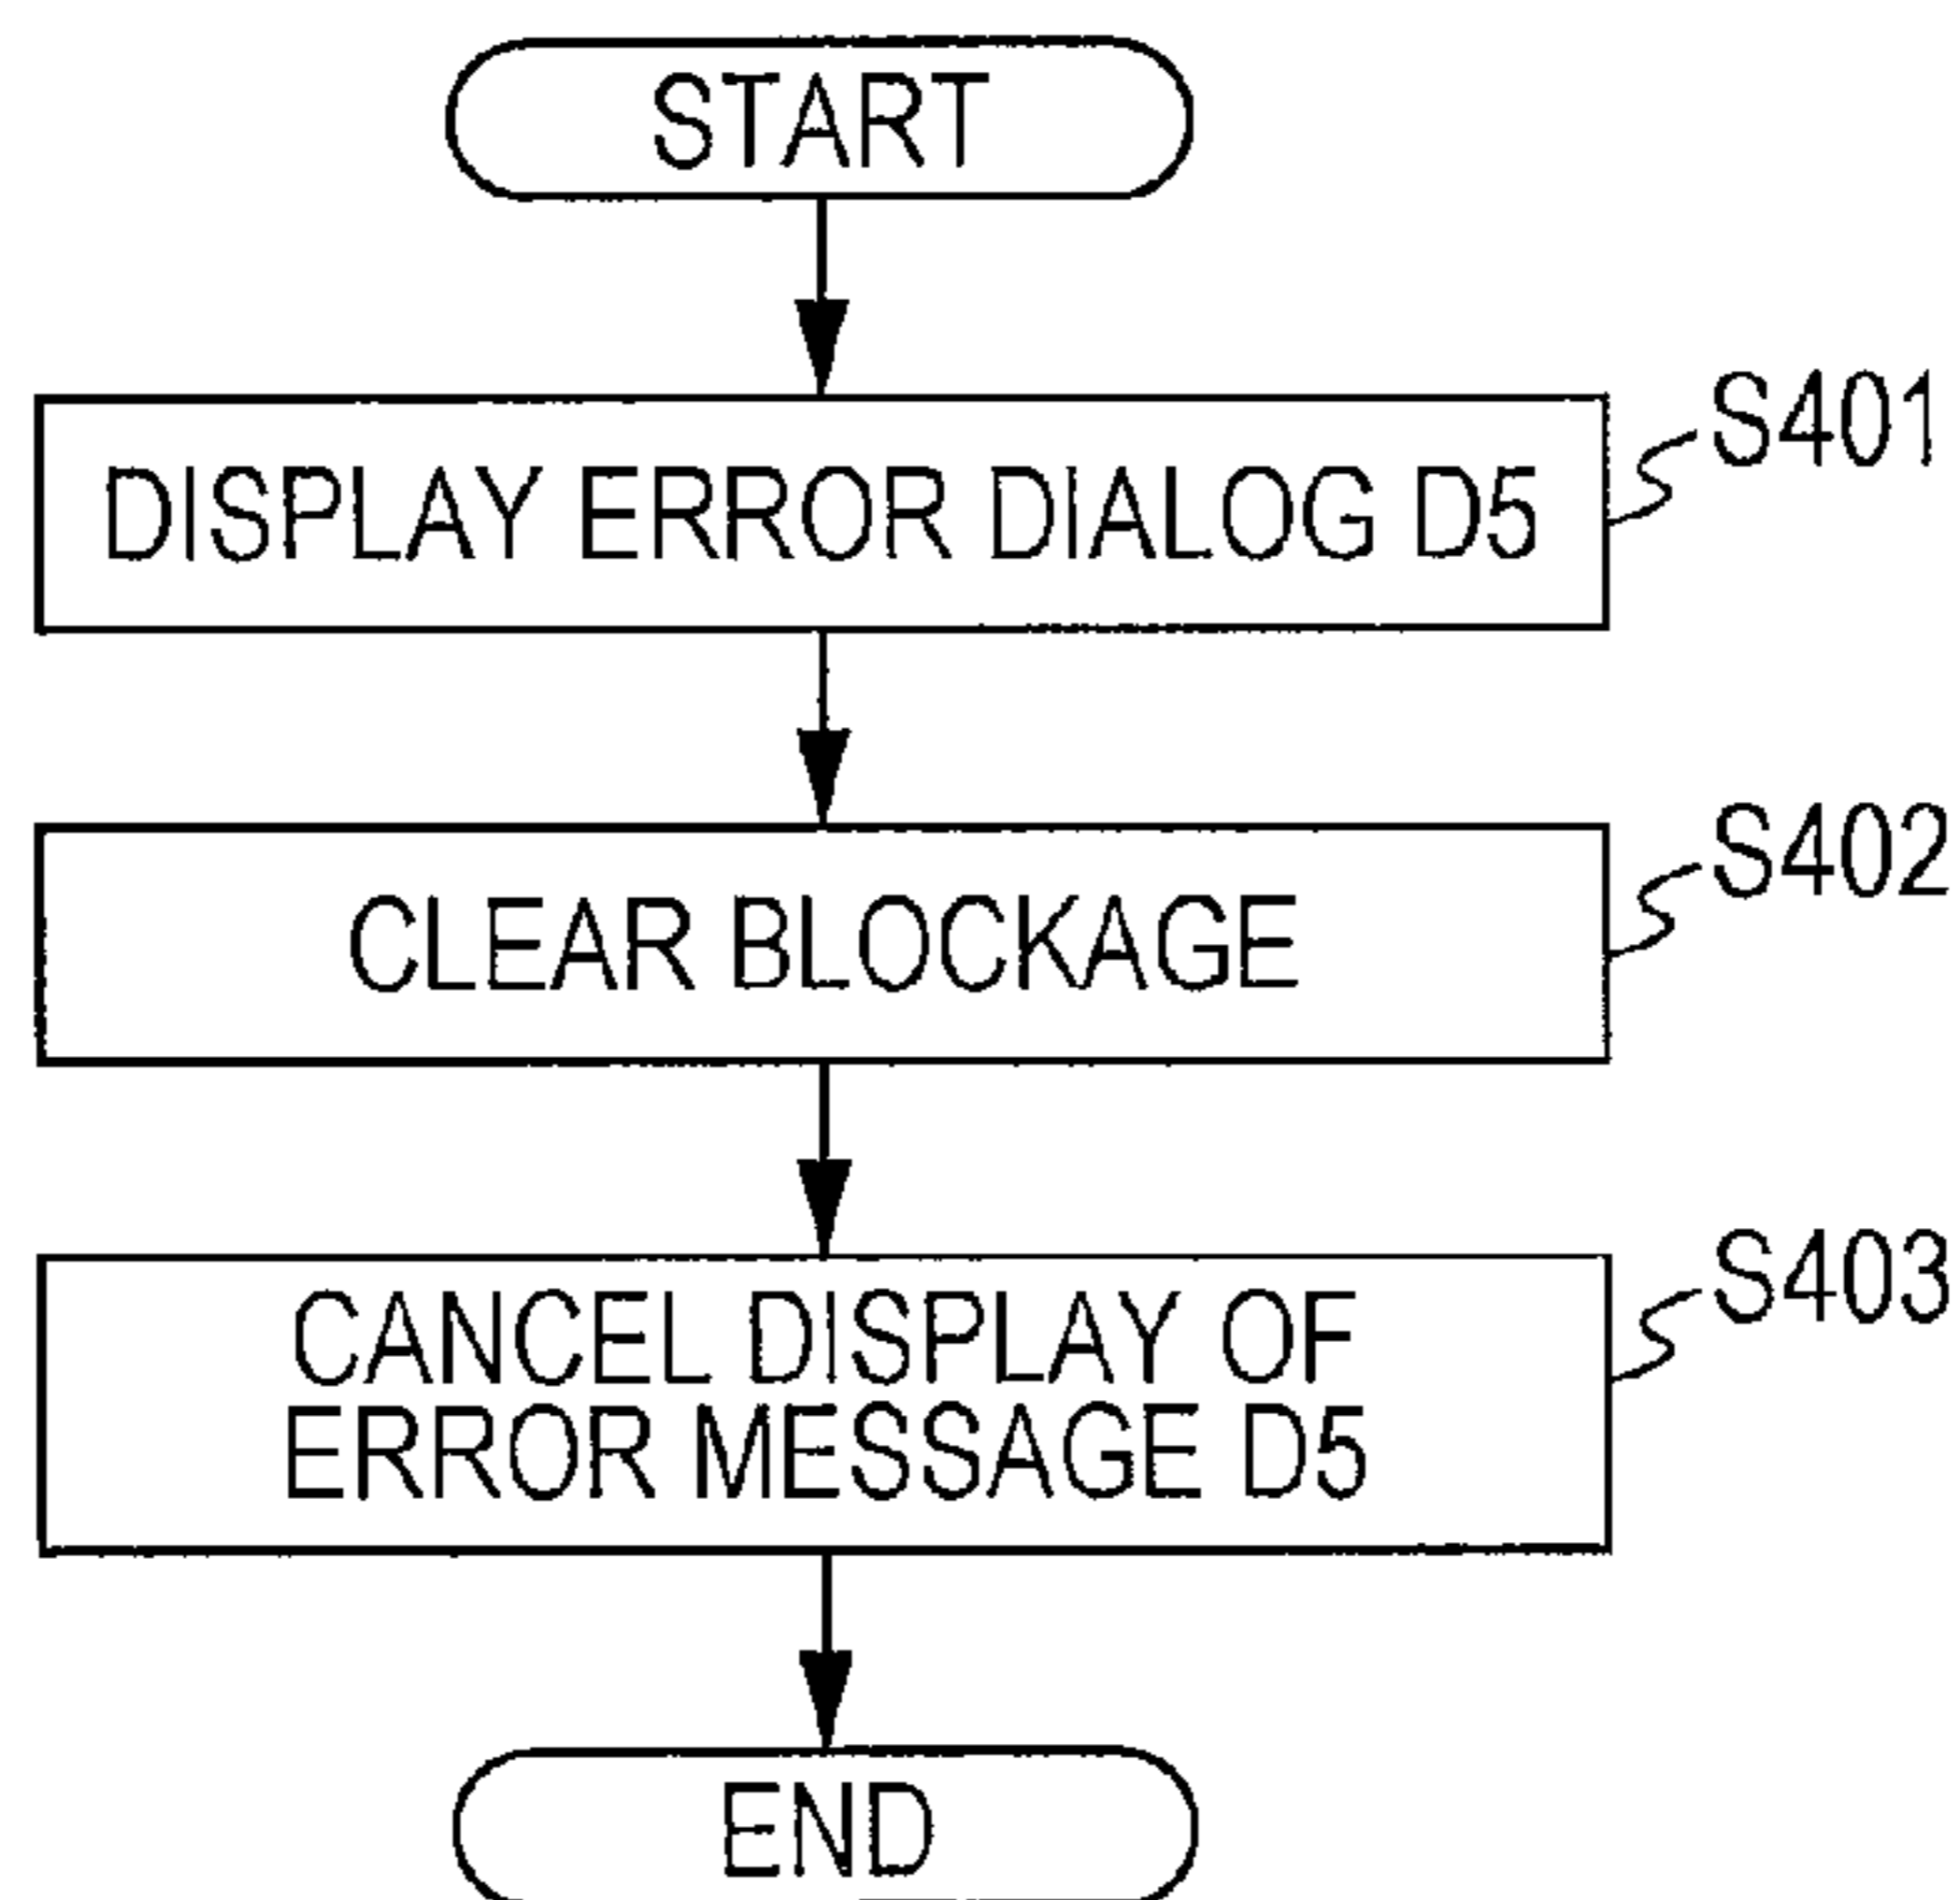 START
DISPLAY ERROR DIALOG D5
S401
CLEAR BLOCKAGE
S402
CANCEL DISPLAY OF
ERROR MESSAGE D5
S403
END